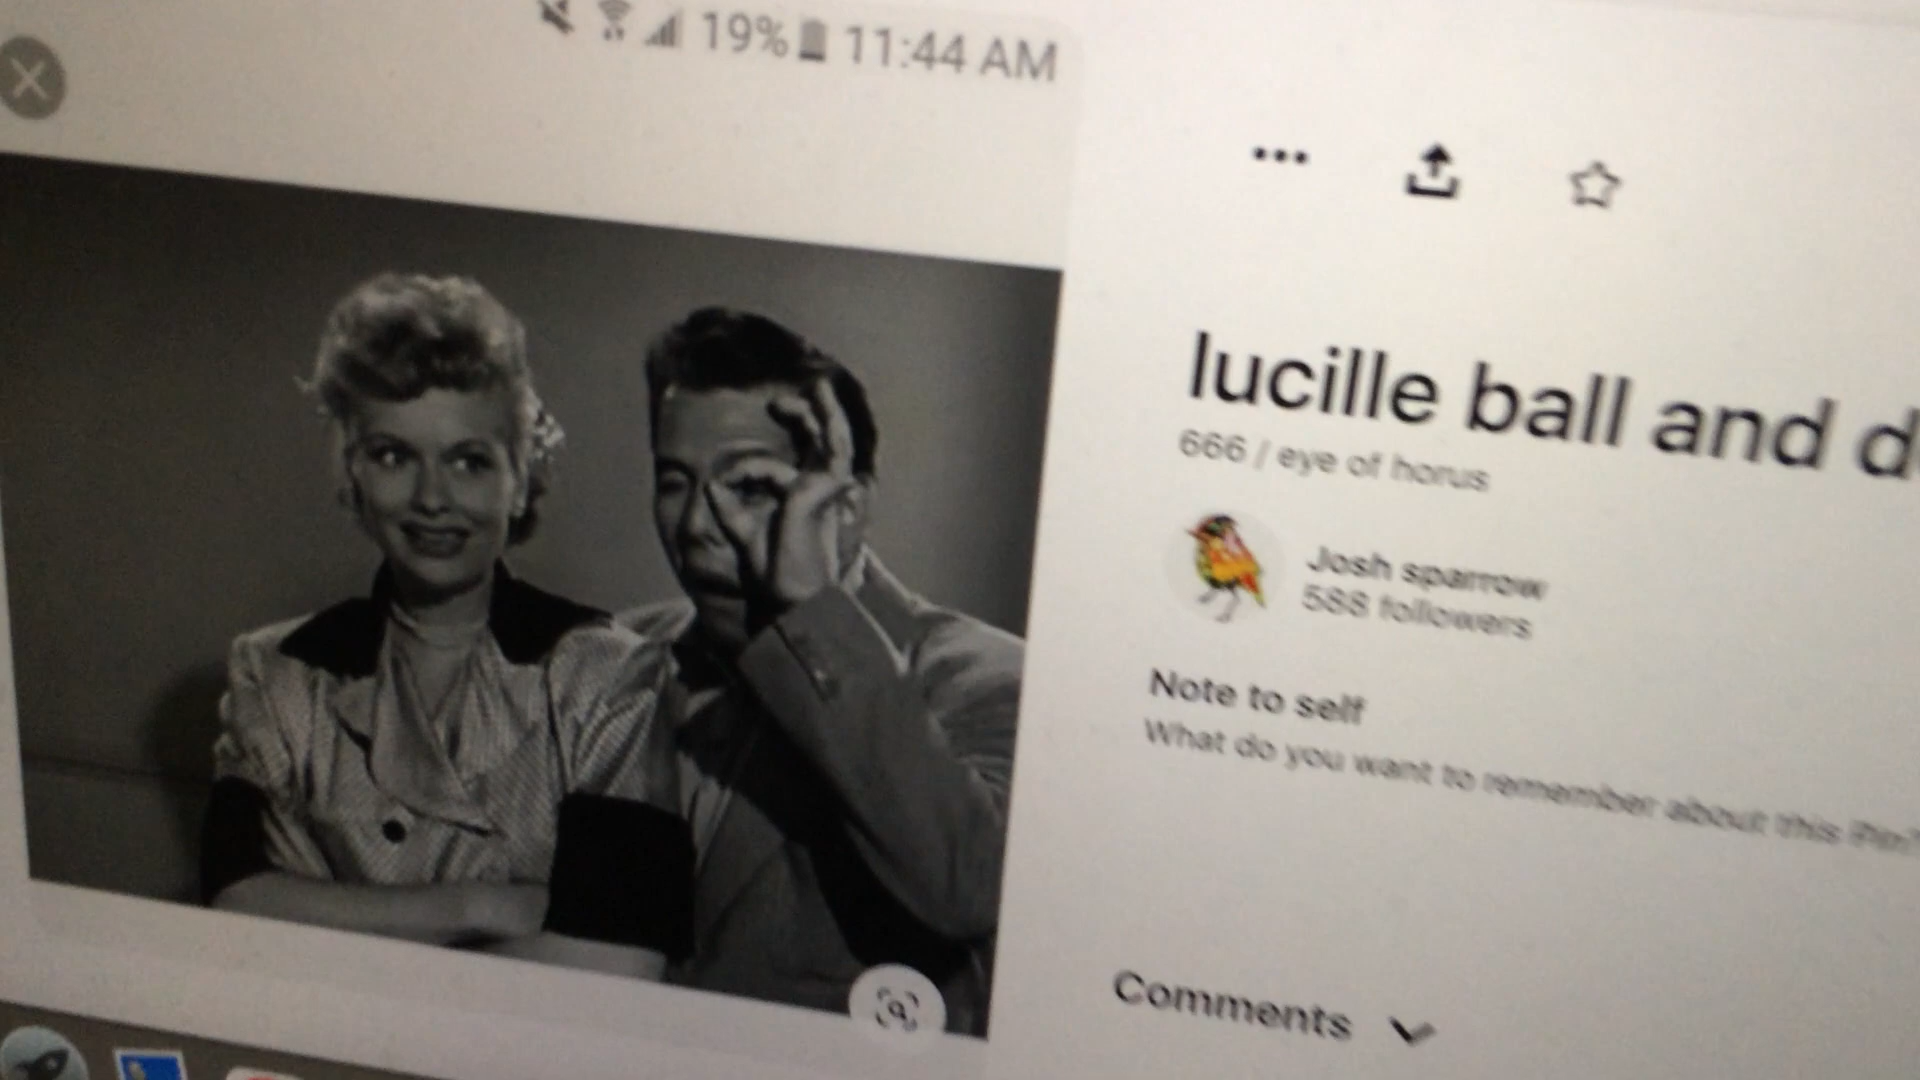 19% 11:44 AM
lucille ball and d
666 / eye of horus
Josh sparrow
588 followers
Note to self
What do you want to remember about this Pin?
Comments